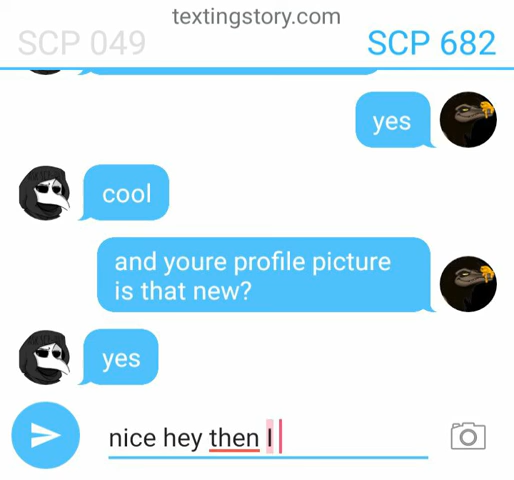 textingstory.com
SCP 049
SCP 682
yes
cool
and youre profile picture
is that new?
yes
nice hey then I